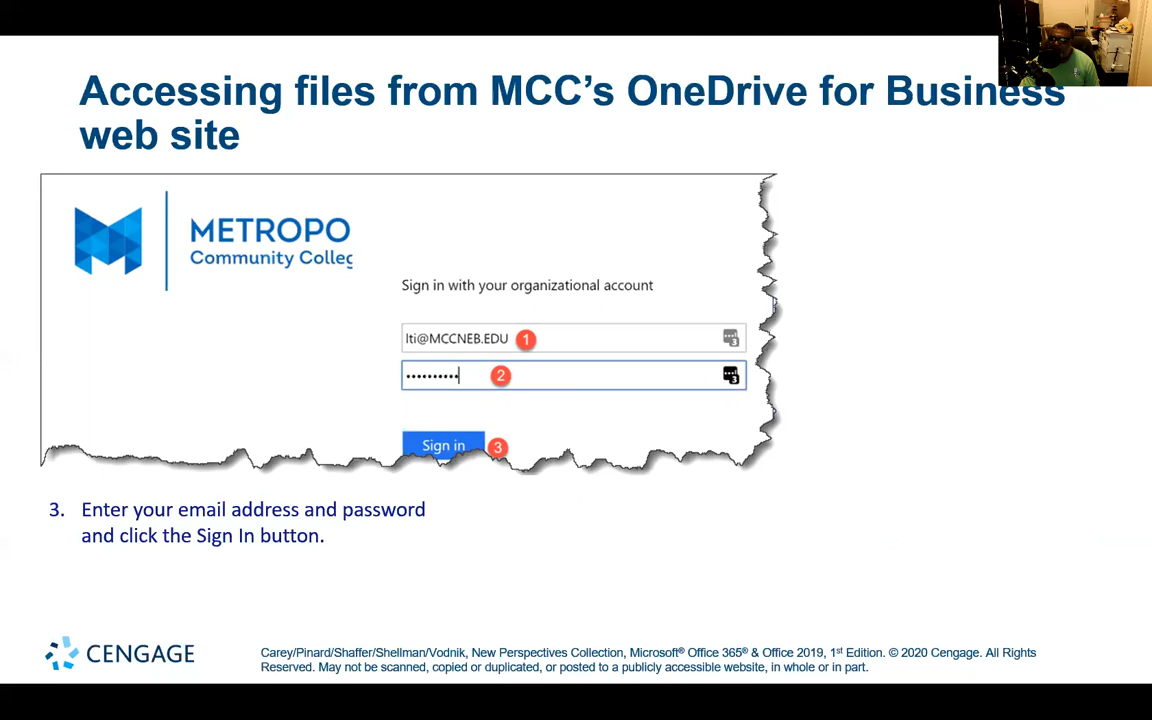 Accessing files from MCC's OneDrive for Business
web site
METROPO
Community Colleg
Sign in with your organizational account
lti@MCCNEB.EDU 1
•••••••••• 2
3
3
Sign in 3
3. Enter your email address and password
and click the Sign In button.
CENGAGE
Carey/Pinard/Shaffer/Shellman/Vodnik, New Perspectives Collection, Microsoft® Office 365® & Office 2019, 1st Edition. © 2020 Cengage. All Rights
Reserved. May not be scanned, copied or duplicated, or posted to a publicly accessible website, in whole or in part.